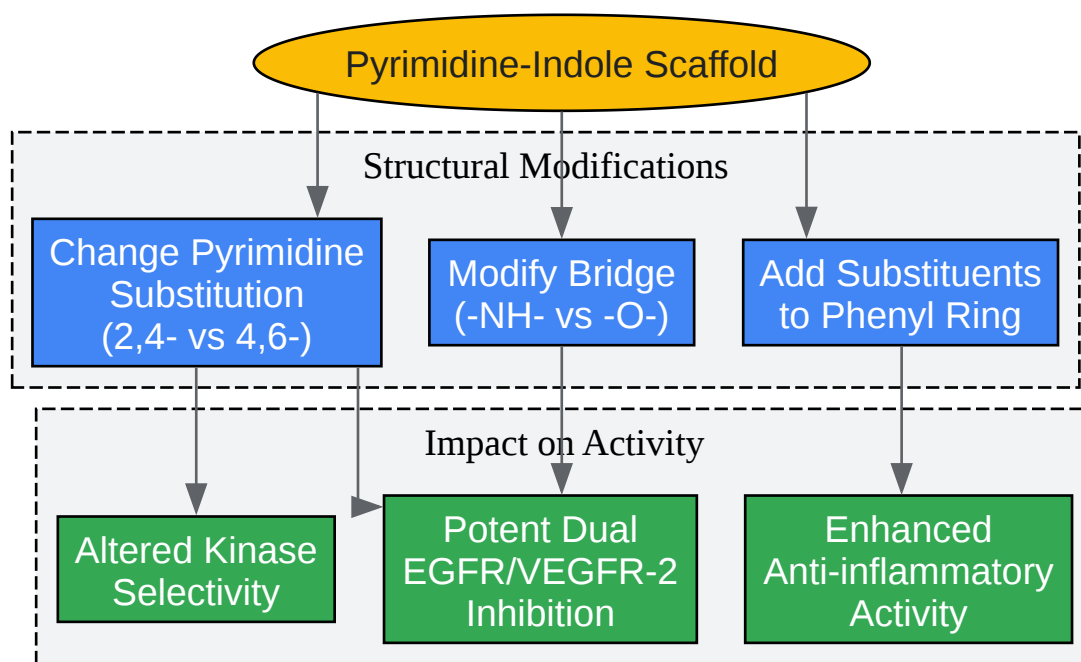 Pyrimidine-Indole Scaffold
Structural Modifications
Change Pyrimidine
Substitution
(2,4- vs 4,6-)
Modify Bridge
(-NH- vs -O-)
Add Substituents
to Phenyl Ring
Impact on Activity
Altered Kinase
Selectivity
Potent Dual
EGFR/VEGFR-2
Inhibition
Enhanced
Anti-inflammatory
Activity